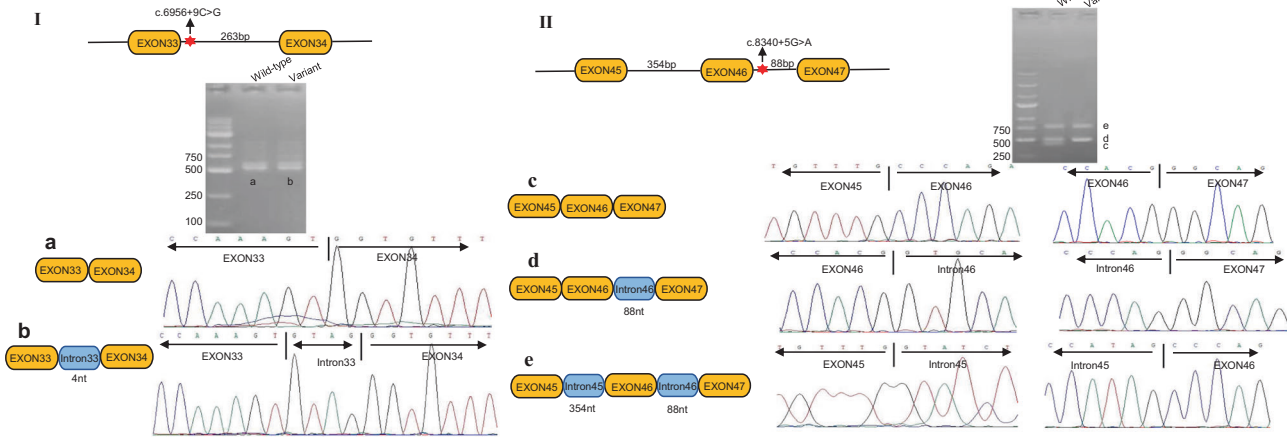 I
c.6956+9C>G
EXON33
263bp
EXON34
Wild-type
Variant
750
500
250
100
a
b
a
EXON33
EXON34
C C A A A G T G G T G T T T
EXON33
EXON34
b
EXON33
Intron33
EXON34
4nt
C C A A A G T G T A G G G T G T T T
EXON33
Intron33
EXON34
II
c.8340+5G>A
EXON45
354bp
EXON46
88bp
EXON47
750
500
250
e
d
c
c
EXON45
EXON46
EXON47
T G T T T G C C C A G A
EXON45
EXON46
C C A C G G G C A G
EXON46
EXON47
d
EXON45
EXON46
Intron46
EXON47
88nt
C C A C G G T G C A
EXON46
Intron46
C C C A G G G C A G
Intron46
EXON47
e
EXON45
Intron45
EXON46
Intron46
EXON47
354nt
88nt
T G T T T G G T A T C T
EXON45
Intron45
C C A T A G C C C A G
Intron45
EXON46